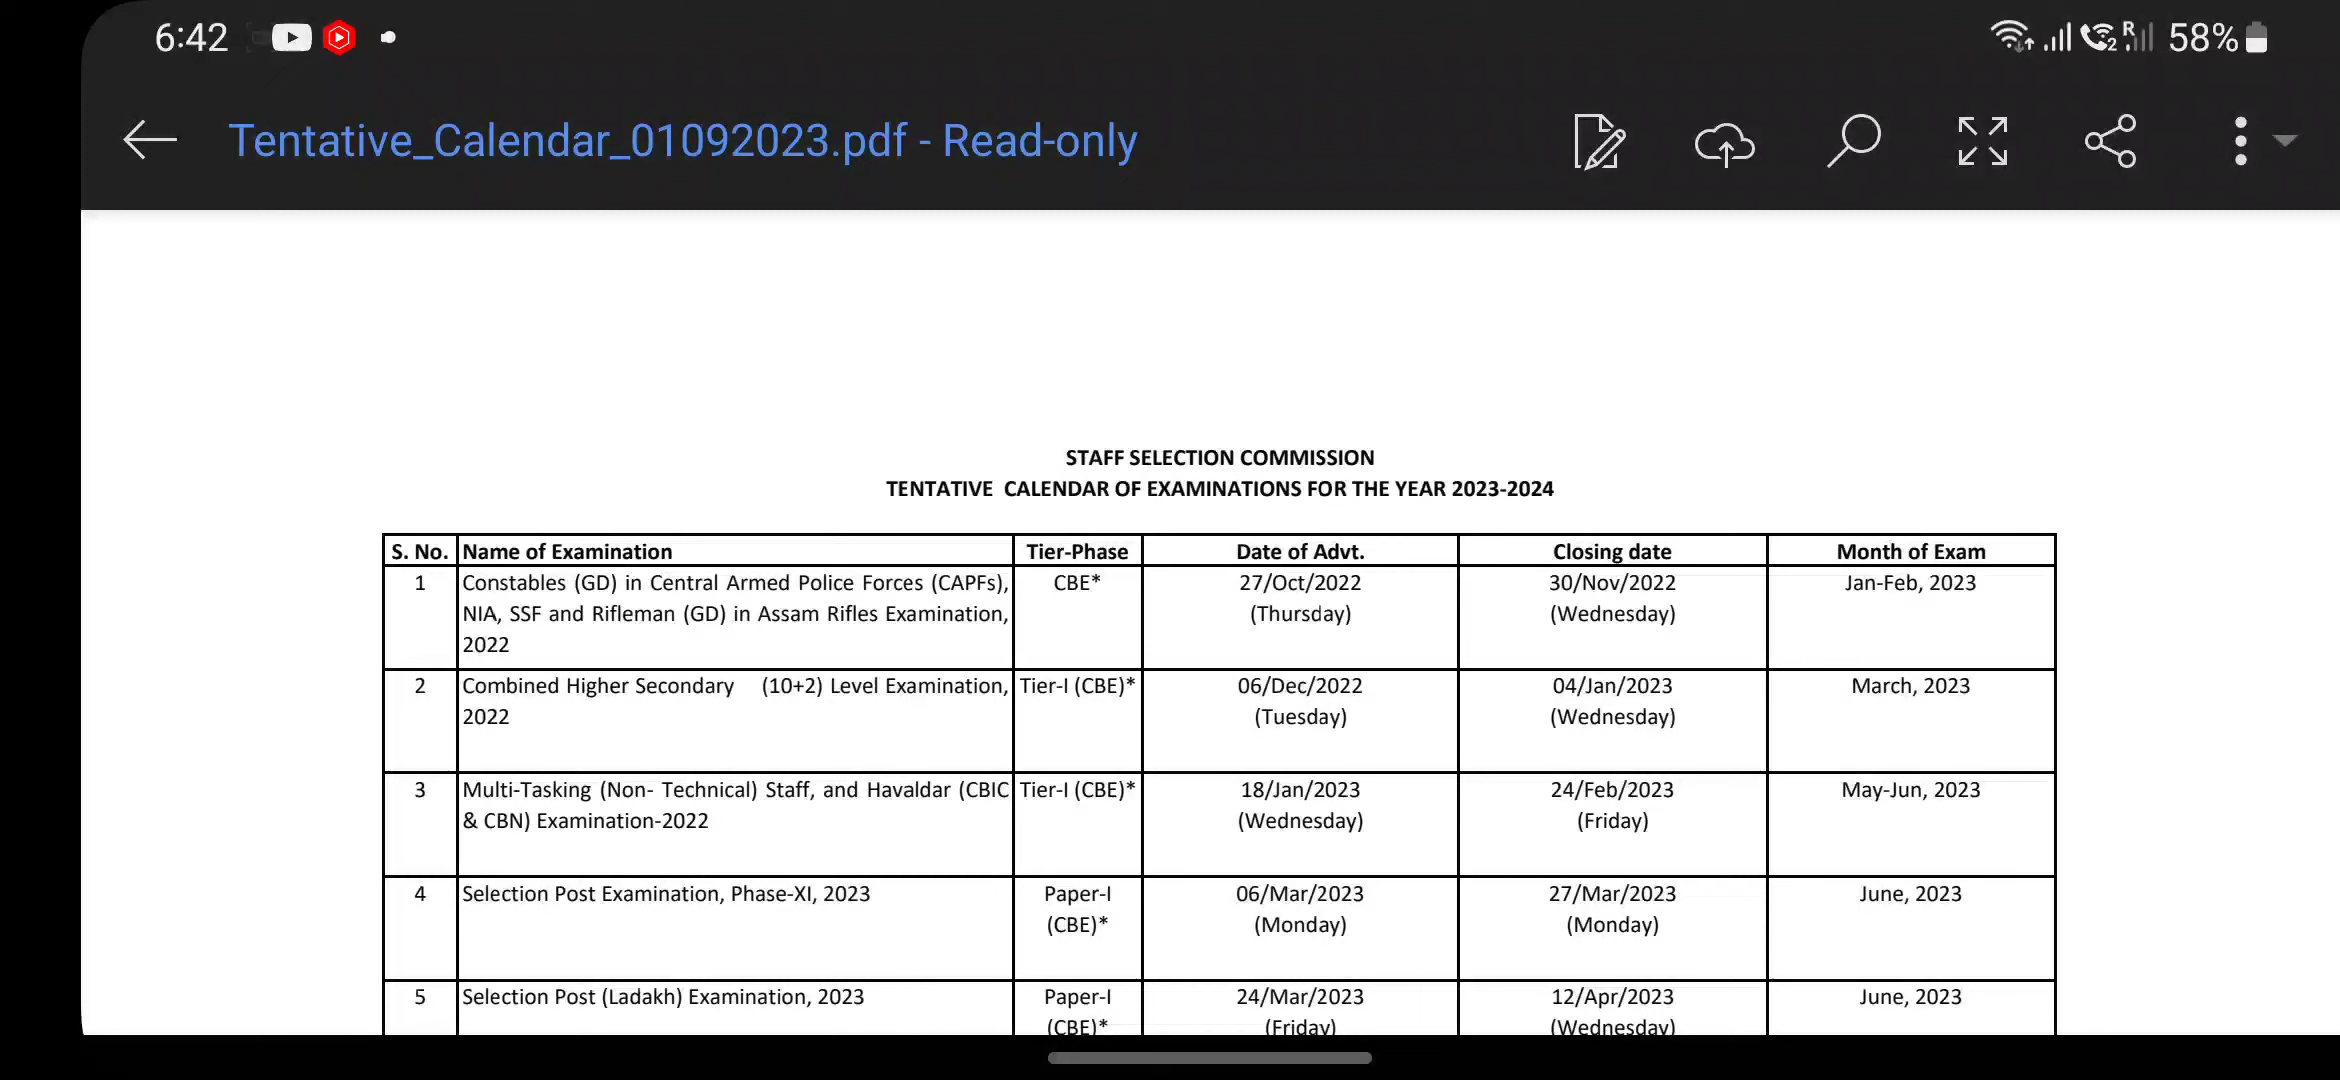 6:42
58%
Tentative_Calendar_01092023.pdf - Read-only
STAFF SELECTION COMMISSION
TENTATIVE CALENDAR OF EXAMINATIONS FOR THE YEAR 2023-2024
S. No. Name of Examination Tier-Phase Date of Advt. Closing date Month of Exam
1 Constables (GD) in Central Armed Police Forces (CAPFs), CBE* 27/Oct/2022 30/Nov/2022 Jan-Feb, 2023
NIA, SSF and Rifleman (GD) in Assam Rifles Examination, (Thursday) (Wednesday)
2022
2 Combined Higher Secondary (10+2) Level Examination, Tier-I (CBE)* 06/Dec/2022 04/Jan/2023 March, 2023
2022 (Tuesday) (Wednesday)
3 Multi-Tasking (Non- Technical) Staff, and Havaldar (CBIC Tier-I (CBE)* 18/Jan/2023 24/Feb/2023 May-Jun, 2023
& CBN) Examination-2022 (Wednesday) (Friday)
4 Selection Post Examination, Phase-XI, 2023 Paper-I 06/Mar/2023 27/Mar/2023 June, 2023
(CBE)* (Monday) (Monday)
5 Selection Post (Ladakh) Examination, 2023 Paper-I 24/Mar/2023 12/Apr/2023 June, 2023
(CBE)* (Friday) (Wednesday)